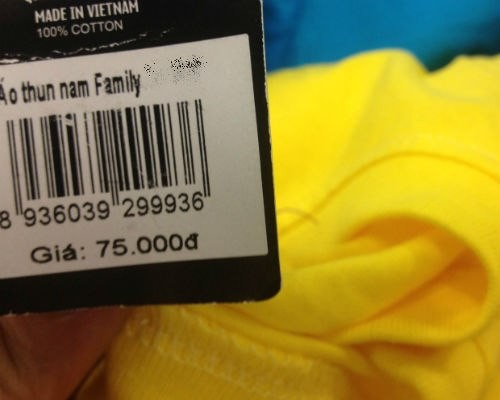 MADE IN VIETNAM
100% COTTON
Áo thun nam Family
8 936039 299936
Giá: 75.000đ